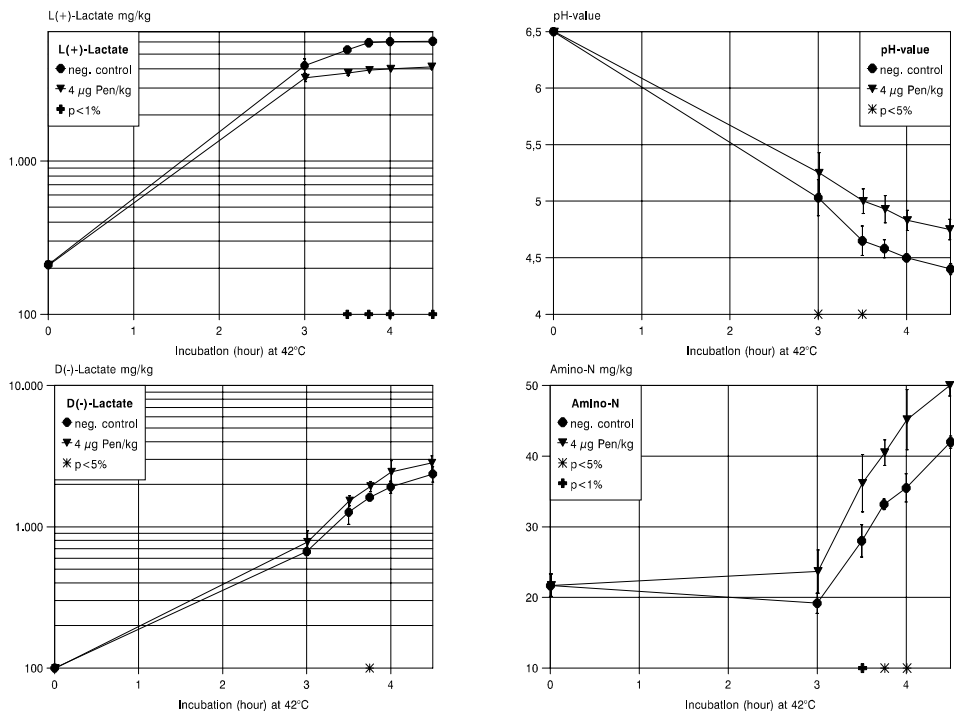 L(+)-Lactate mg/kg
L(+)-Lactate
neg. control
4 µg Pen/kg
p<1%
1.000
100
0 1 2 3 4
Incubation (hour) at 42°C
pH-value
6,5
pH-value
neg. control
4 µg Pen/kg
p<5%
6
5,5
5
4,5
4
0 1 2 3 4
Incubation (hour) at 42°C
D(-)-Lactate mg/kg
10.000
D(-)-Lactate
neg. control
4 µg Pen/kg
p<5%
1.000
100
0 1 2 3 4
Incubation (hour) at 42°C
Amino-N mg/kg
50
Amino-N
neg. control
4 µg Pen/kg
p<5%
p<1%
40
30
20
10
0 1 2 3 4
Incubation (hour) at 42°C